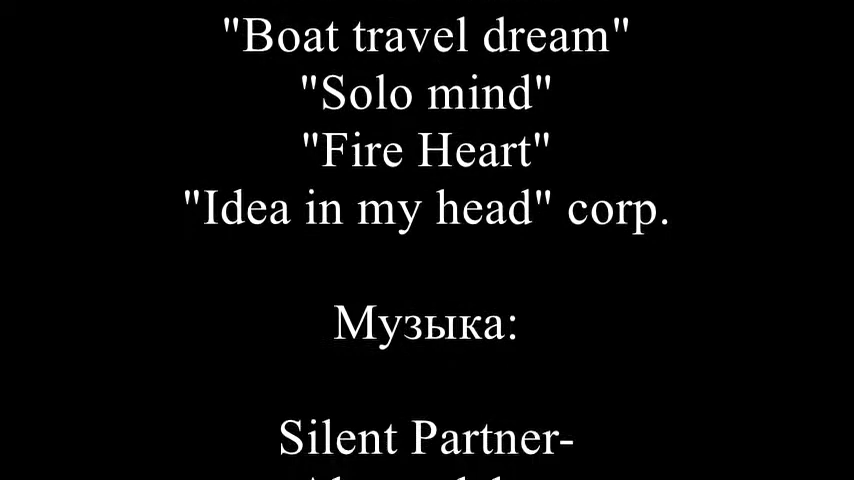 "Boat travel dream"
"Solo mind"
"Fire Heart"
"Idea in my head" corp.
Музыка:
Silent Partner-